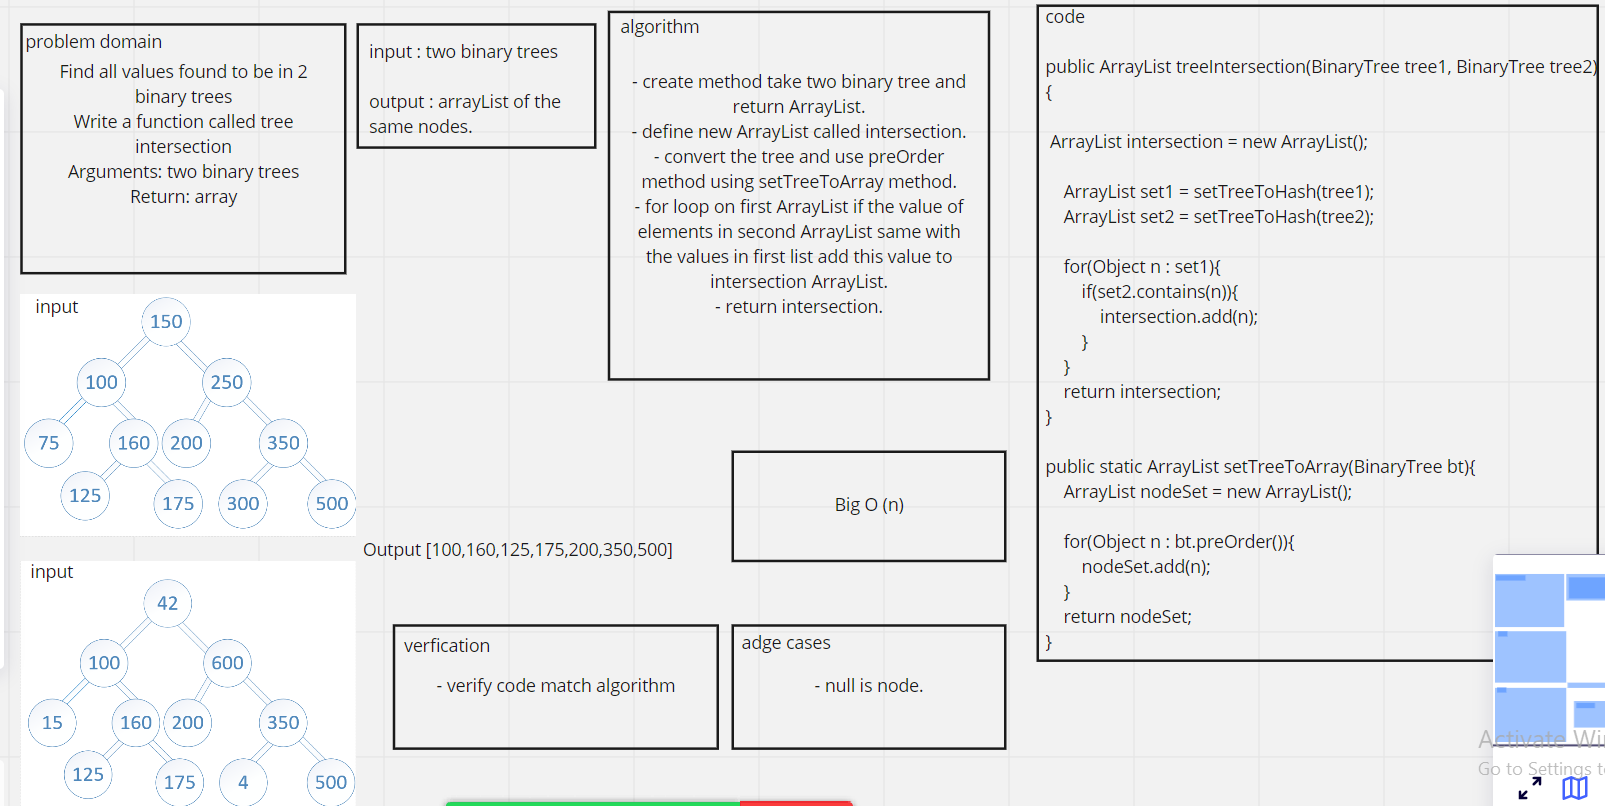 problem domain
Find all values found to be in 2
binary trees
Write a function called tree
intersection
Arguments: two binary trees
Return: array
input : two binary trees
output : arrayList of the
same nodes.
algorithm
- create method take two binary tree and
return ArrayList.
- define new ArrayList called intersection.
- convert the tree and use preOrder
method using setTreeToArray method.
- for loop on first ArrayList if the value of
elements in second ArrayList same with
the values in first list add this value to
intersection ArrayList.
- return intersection.
code
public ArrayList treeIntersection(BinaryTree tree1, BinaryTree tree2)
{
ArrayList intersection = new ArrayList();
ArrayList set1 = setTreeToHash(tree1);
ArrayList set2 = setTreeToHash(tree2);
for(Object n : set1){
if(set2.contains(n)){
intersection.add(n);
}
}
return intersection;
}
public static ArrayList setTreeToArray(BinaryTree bt){
ArrayList nodeSet = new ArrayList();
for(Object n : bt.preOrder()){
nodeSet.add(n);
}
return nodeSet;
}
input
150
100 250
75 160 200 350
125 175 300 500
Output [100,160,125,175,200,350,500]
Big O (n)
input
42
100 600
15 160 200 350
125 175 4 500
verfication
- verify code match algorithm
adge cases
- null is node.
Activate Wi
Go to Settings t